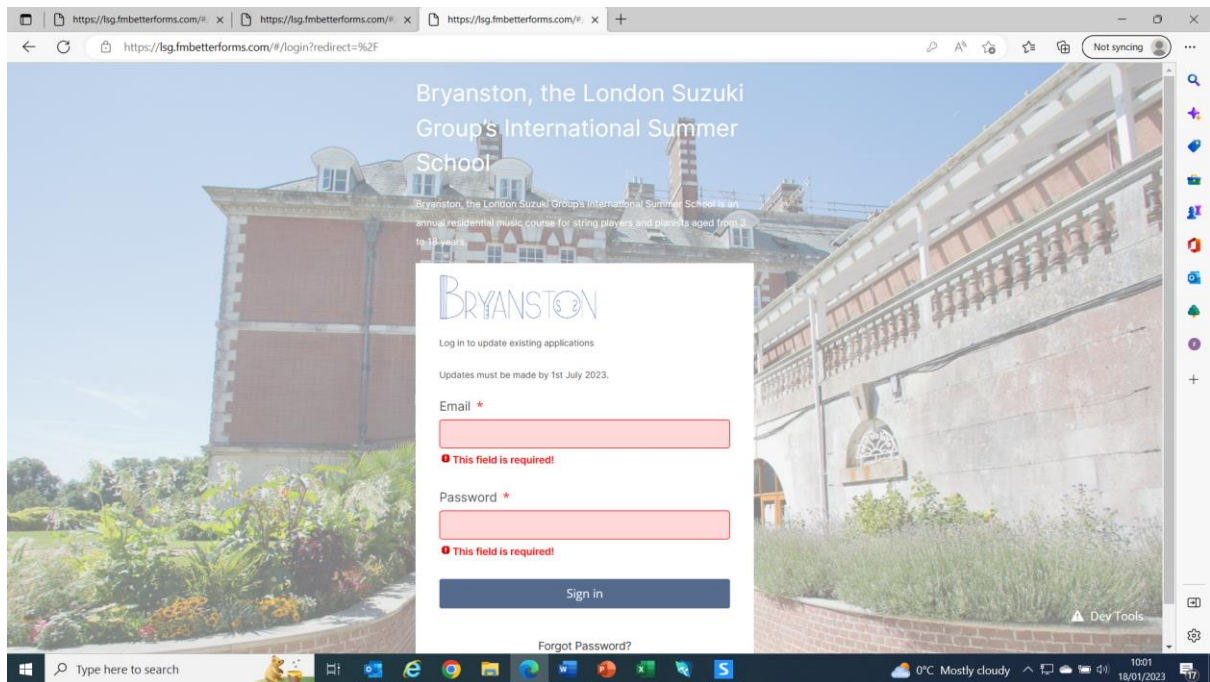 https://lsg.fmbetterforms.com/#/
https://lsg.fmbetterforms.com/#/
https://lsg.fmbetterforms.com/#/
https://lsg.fmbetterforms.com/#/login?redirect=%2F
Not syncing
Bryanston, the London Suzuki
Group's International Summer
School
Bryanston, the London Suzuki Group's International Summer School is an
annual residential music course for string players and pianists aged from 3
to 18 years.
BRYANSTON
Log in to update existing applications
Updates must be made by 1st July 2023.
Email *
This field is required!
Password *
This field is required!
Sign in
Forgot Password?
Dev Tools
Type here to search
0°C Mostly cloudy
10:01
18/01/2023
17